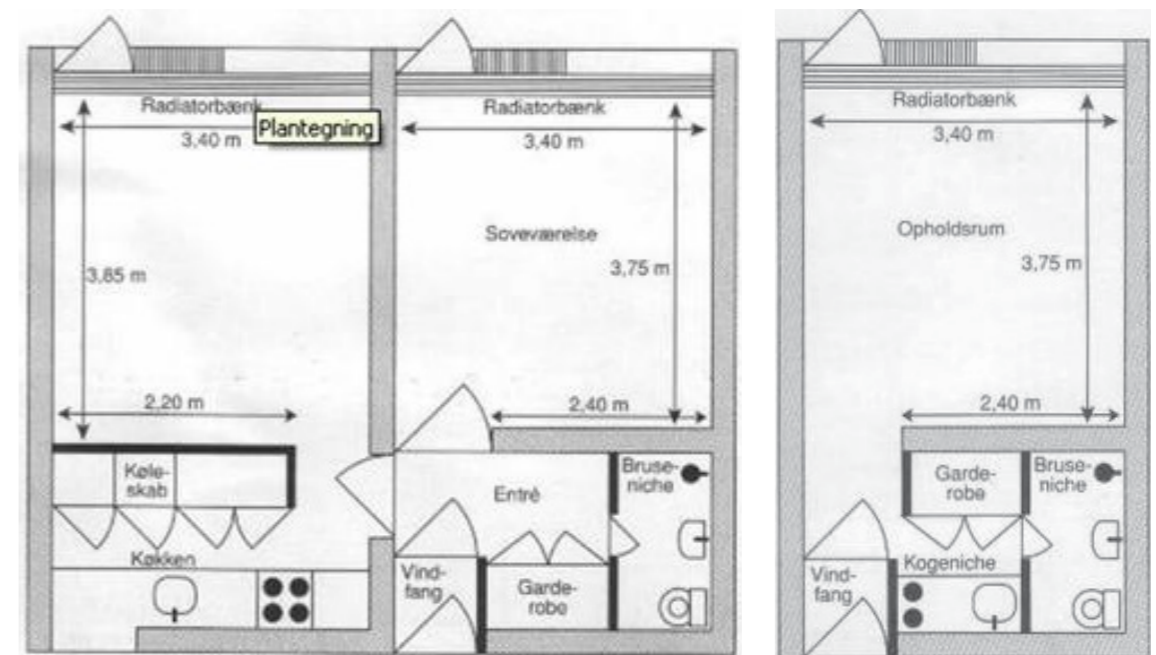 Radiatorbænk
3,40 m
Plantegning
3,85 m
2,20 m
Køle-
skab
Køkken
Radiatorbænk
3,40 m
Soveværelse
3,75 m
2,40 m
Entré
Bruse-
niche
Vind-
fang
Garde-
robe
Radiatorbænk
3,40 m
Opholdsrum
3,75 m
2,40 m
Garde-
robe
Bruse-
niche
Kogeniche
Vind-
fang